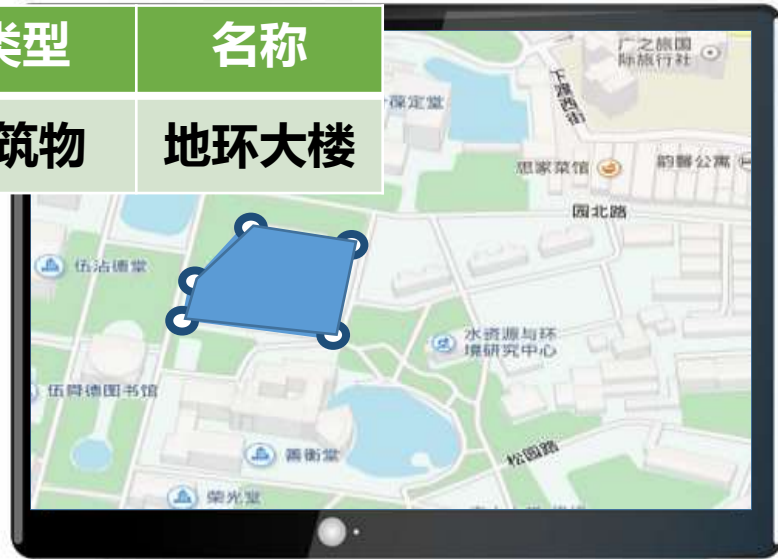 类型 名称
筑物 地环大楼
广之旅国
际旅行社
葆定堂
下渡西街
思家菜馆
韵馨公寓
园北路
伍沾德堂
水资源与环
境研究中心
伍舜德图书馆
善衡堂
松园路
荣光堂